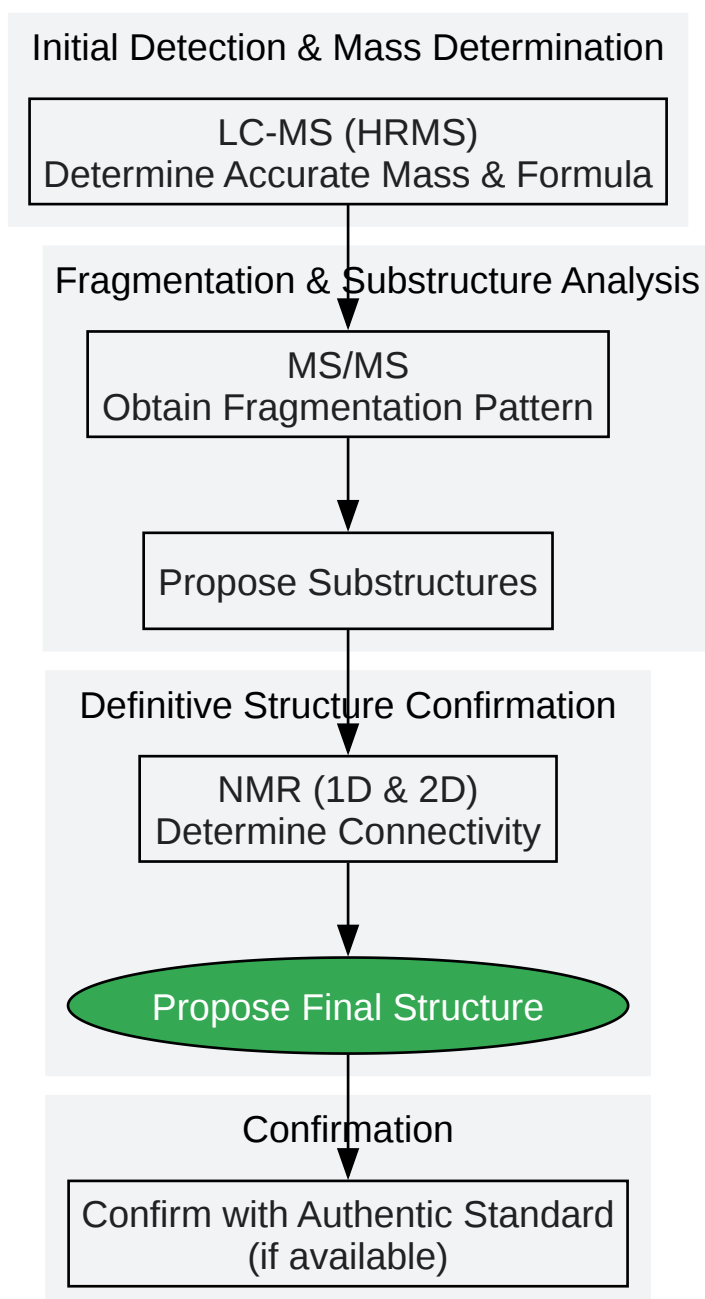 Initial Detection & Mass Determination
LC-MS (HRMS)
Determine Accurate Mass & Formula
Fragmentation & Substructure Analysis
MS/MS
Obtain Fragmentation Pattern
Propose Substructures
Definitive Structure Confirmation
NMR (1D & 2D)
Determine Connectivity
Propose Final Structure
Confirmation
Confirm with Authentic Standard
(if available)